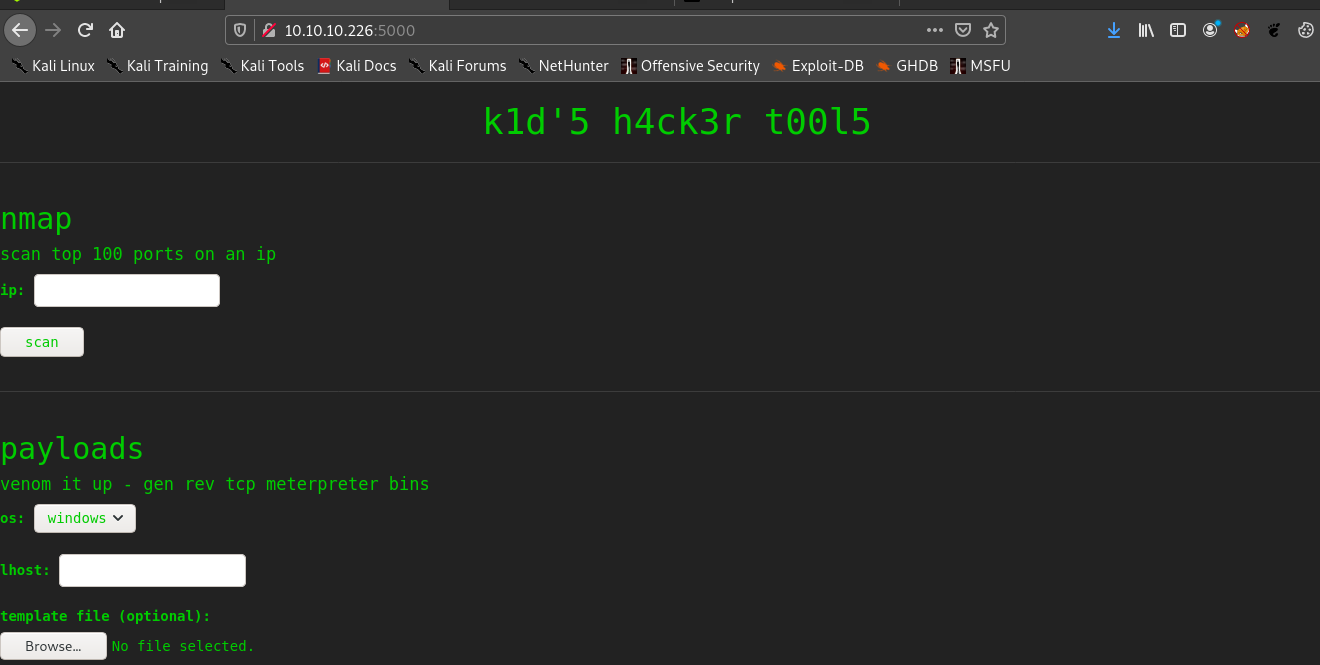 10.10.10.226:5000
Kali Linux Kali Training Kali Tools Kali Docs Kali Forums NetHunter Offensive Security Exploit-DB GHDB MSFU
k1d'5 h4ck3r t00l5
nmap
scan top 100 ports on an ip
ip:
scan
payloads
venom it up - gen rev tcp meterpreter bins
os: windows
lhost:
template file (optional):
Browse... No file selected.